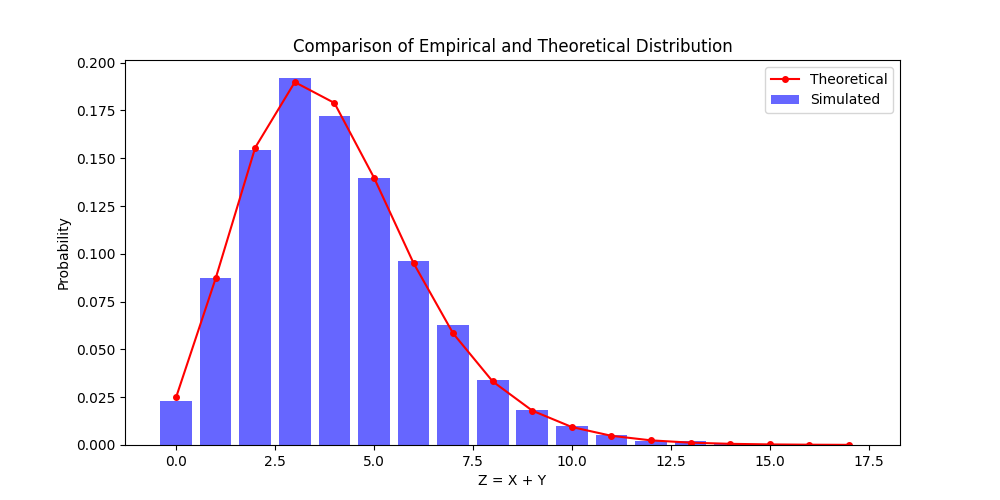 Comparison of Empirical and Theoretical Distribution
Theoretical
Simulated
Probability
0.200
0.175
0.150
0.125
0.100
0.075
0.050
0.025
0.000
0.0 2.5 5.0 7.5 10.0 12.5 15.0 17.5
Z = X + Y